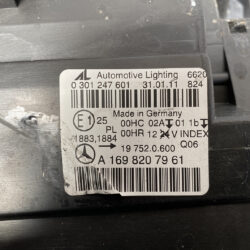 AL Automotive Lighting 6620
0 301 247 601 31.01.11 824
Made in Germany
E1 25 00HC 02A 01 1b
PL 00HR 12 V INDEX
1883,1884
19 752.0.600 Q06
A 169 820 79 61